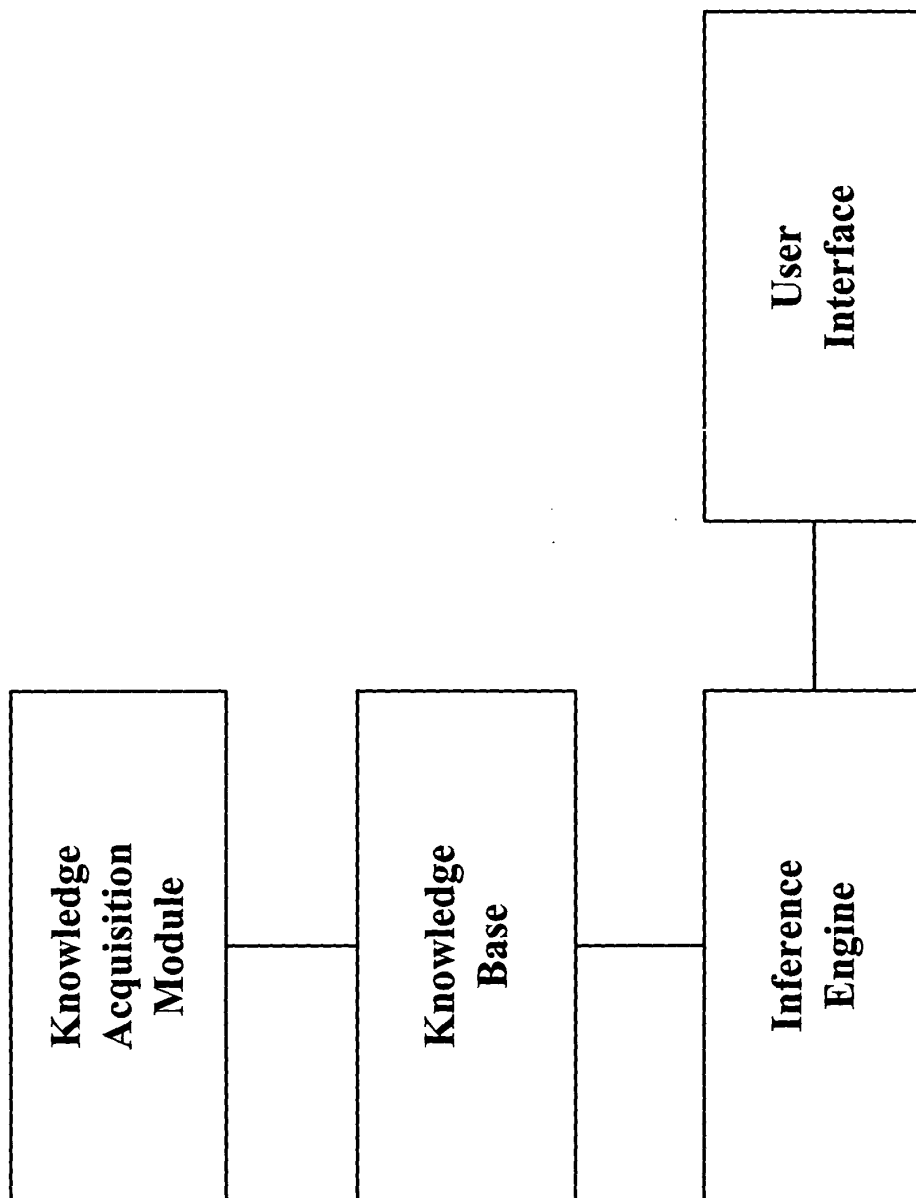 Knowledge
Acquisition
Module
Knowledge
Base
Inference
Engine
User
Interface